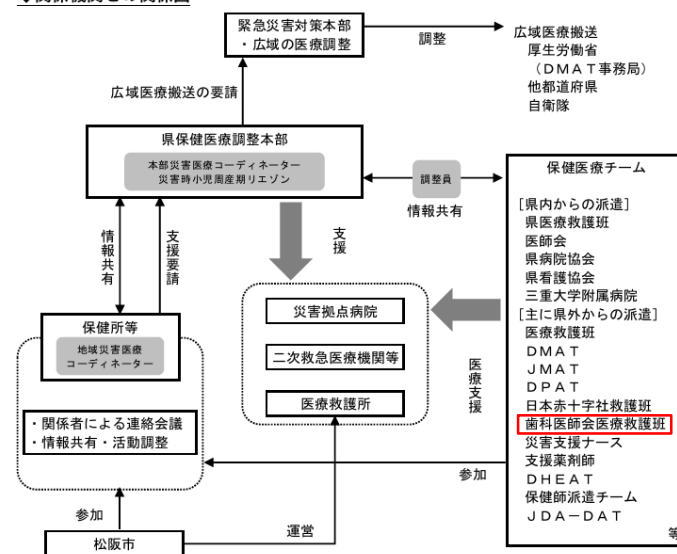 緊急災害対策本部
・広域の医療調整
調整
広域医療搬送
厚生労働省
（ＤＭＡＴ事務局）
他都道府県
自衛隊
広域医療搬送の要請
県保健医療調整本部
本部災害医療コーディネーター
災害時小児周産期リエゾン
調整員
情報共有
情報共有
支援要請
支援
保健所等
地域災害医療
コーディネーター
・関係者による連絡会議
・情報共有・活動調整
災害拠点病院
二次救急医療機関等
医療救護所
医療支援
保健医療チーム
［県内からの派遣］
県医療救護班
医師会
県病院協会
県看護協会
三重大学附属病院
［主に県外からの派遣］
医療救護班
ＤＭＡＴ
ＪＭＡＴ
ＤＰＡＴ
日本赤十字社救護班
歯科医師会医療救護班
災害支援ナース
支援薬剤師
ＤＨＥＡＴ
保健師派遣チーム
ＪＤＡ－ＤＡＴ
等
参加
参加
運営
松阪市